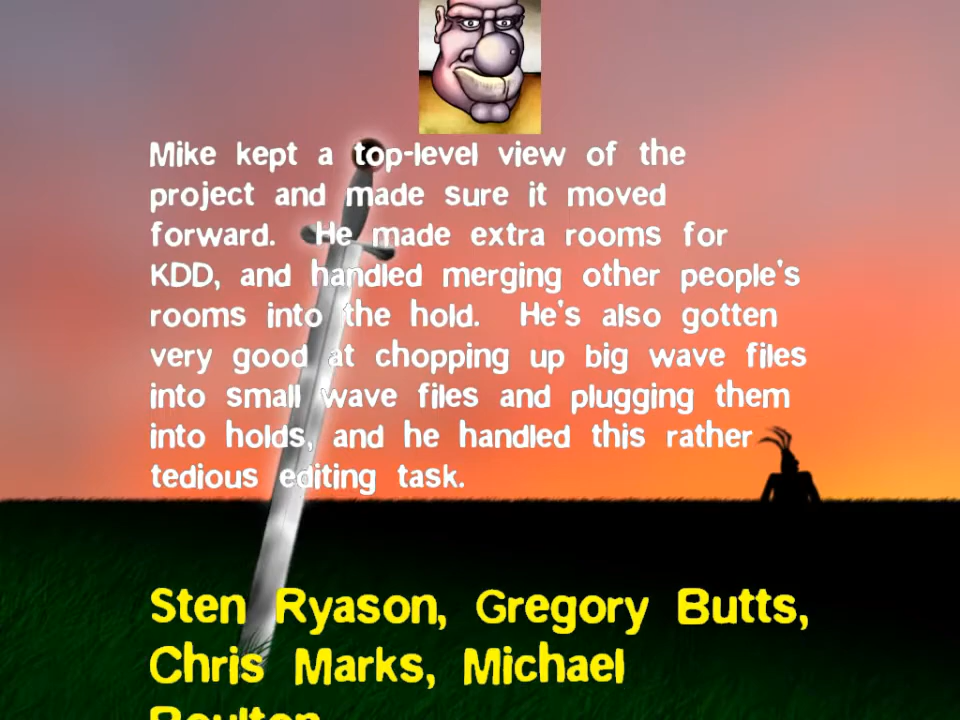 Mike kept a top-level view of the
project and made sure it moved
forward.  He made extra rooms for
KDD, and handled merging other people's
rooms into the hold.  He's also gotten
very good at chopping up big wave files
into small wave files and plugging them
into holds, and he handled this rather
tedious editing task.
Sten Ryason, Gregory Butts,
Chris Marks, Michael